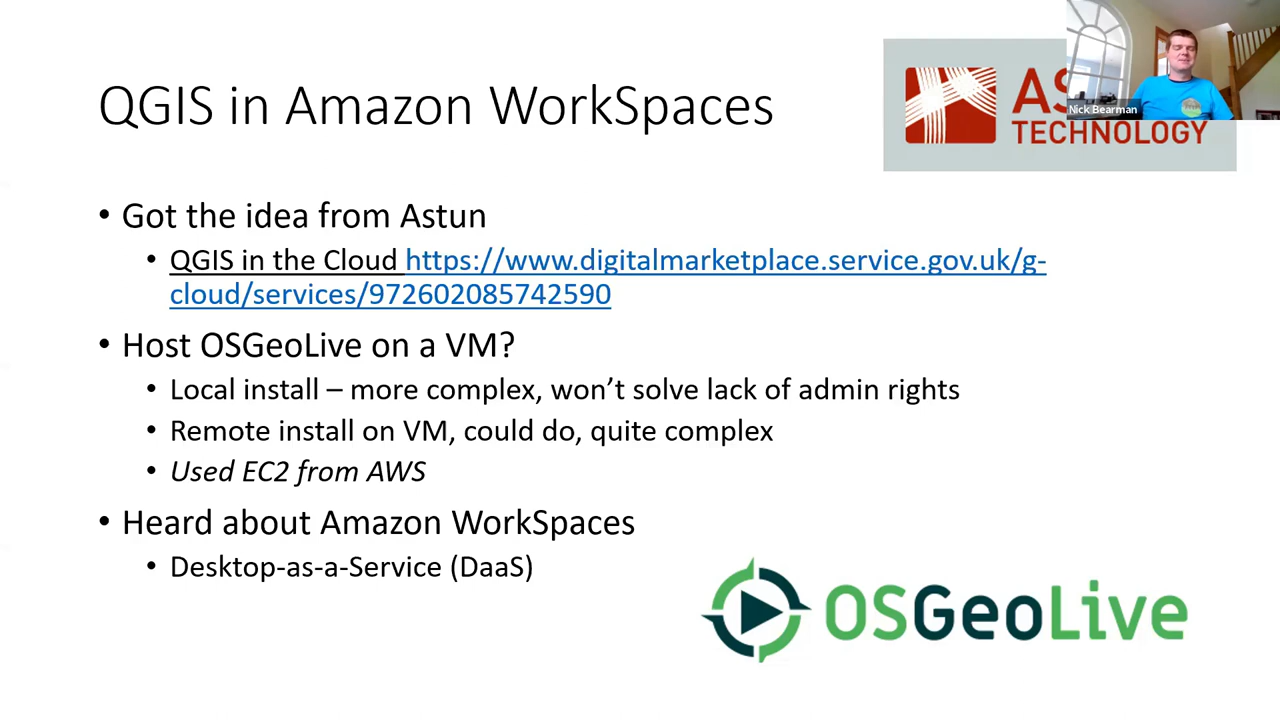 QGIS in Amazon WorkSpaces
AS
TECHNOLOGY
Nick Bearman
• Got the idea from Astun
• QGIS in the Cloud https://www.digitalmarketplace.service.gov.uk/g-
cloud/services/972602085742590
• Host OSGeoLive on a VM?
• Local install – more complex, won’t solve lack of admin rights
• Remote install on VM, could do, quite complex
• Used EC2 from AWS
• Heard about Amazon WorkSpaces
• Desktop-as-a-Service (DaaS)
OSGeoLive